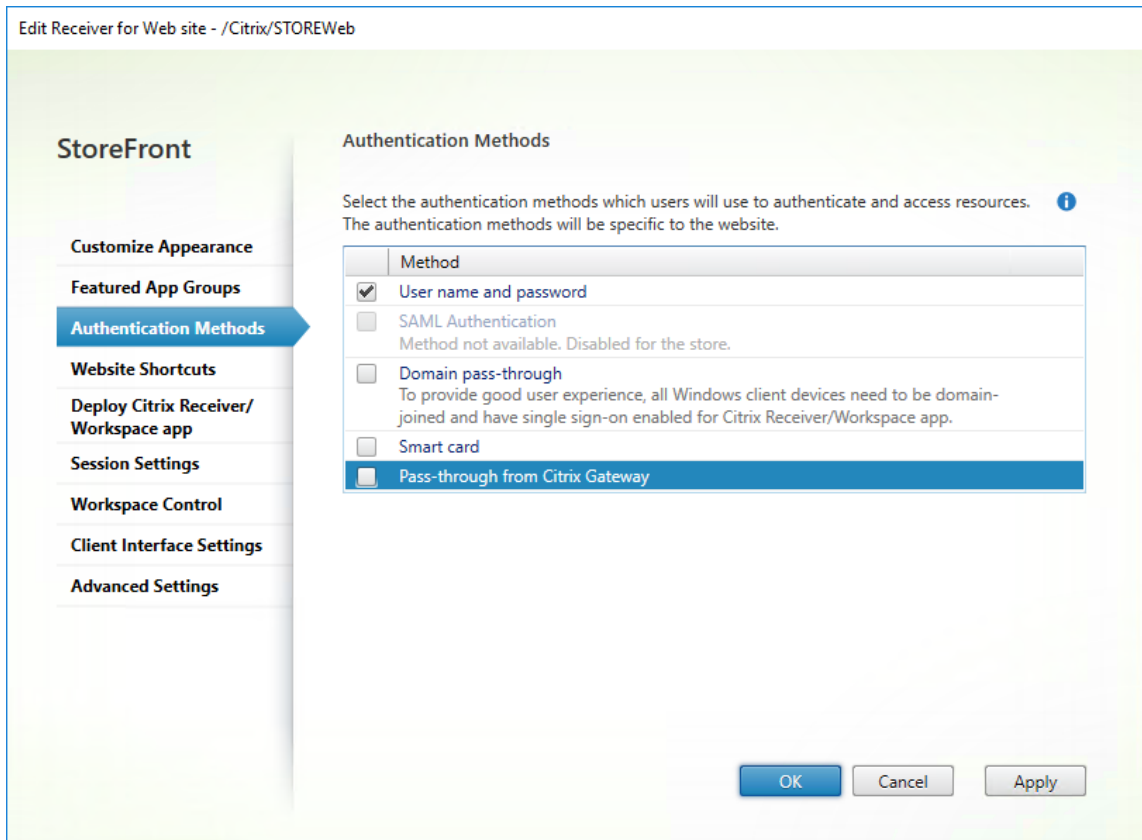 Edit Receiver for Web site - /Citrix/STOREWeb
StoreFront
Customize Appearance
Featured App Groups
Authentication Methods
Website Shortcuts
Deploy Citrix Receiver/
Workspace app
Session Settings
Workspace Control
Client Interface Settings
Advanced Settings
Authentication Methods
Select the authentication methods which users will use to authenticate and access resources.
The authentication methods will be specific to the website.
Method
User name and password
SAML Authentication
Method not available. Disabled for the store.
Domain pass-through
To provide good user experience, all Windows client devices need to be domain-
joined and have single sign-on enabled for Citrix Receiver/Workspace app.
Smart card
Pass-through from Citrix Gateway
OK
Cancel
Apply